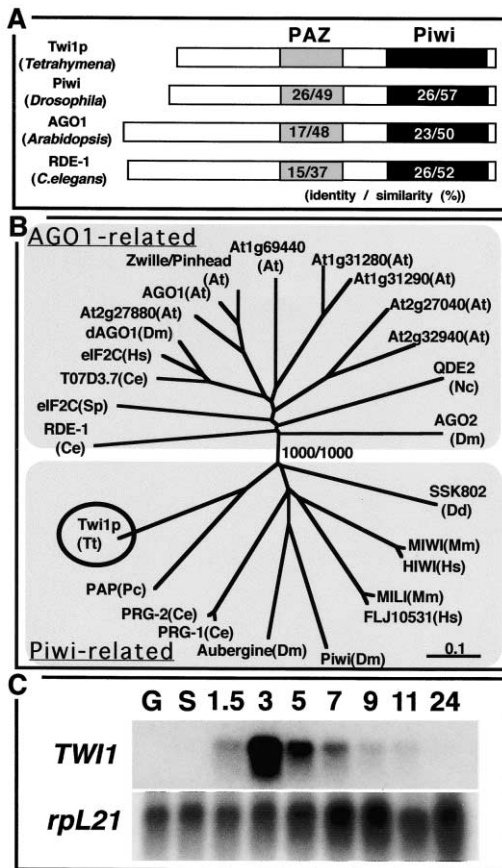 A
PAZ Piwi
Twi1p
(Tetrahymena)
Piwi
(Drosophila)
26/49 26/57
AGO1
(Arabidopsis)
17/48 23/50
RDE-1
(C.elegans)
15/37 26/52
(identity / similarity (%))
B
AGO1-related
At1g69440
(At)
Zwille/Pinhead
(At)
At1g31280(At)
At1g31290(At)
AGO1(At)
At2g27880(At)
At2g27040(At)
dAGO1(Dm)
At2g32940(At)
eIF2C(Hs)
QDE2
(Nc)
T07D3.7(Ce)
eIF2C(Sp)
RDE-1
(Ce)
AGO2
(Dm)
1000/1000
SSK802
(Dd)
Twi1p
(Tt)
MIWI(Mm)
HIWI(Hs)
PAP(Pc)
MILI(Mm)
PRG-2(Ce)
FLJ10531(Hs)
PRG-1(Ce)
Aubergine(Dm)
Piwi(Dm)
0.1
Piwi-related
C
G S 1.5 3 5 7 9 11 24
TWI1
rpL21